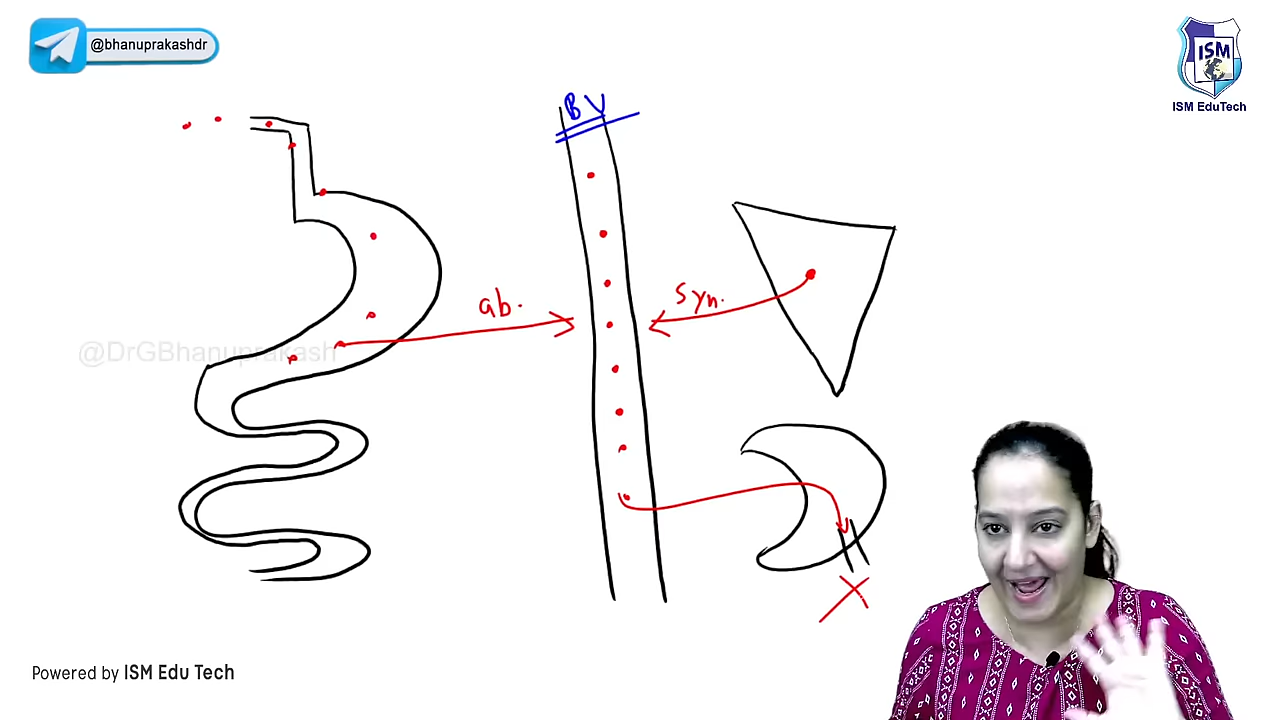 @bhanuprakashdr
ISM
ISM EduTech
BV
ab.
Syn.
@DrGBhanuprakash
X
Powered by ISM Edu Tech